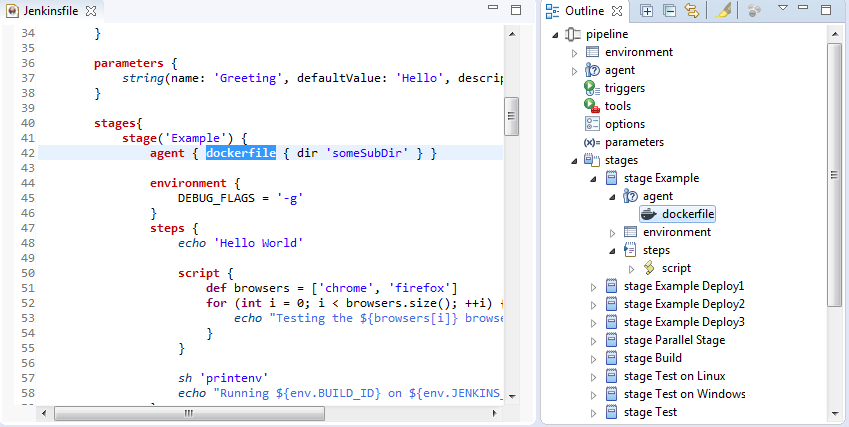 Jenkinsfile
34 }
35
36 parameters {
37 string(name: 'Greeting', defaultValue: 'Hello', descrip
38 }
39
40 stages{
41 stage('Example') {
42 agent { dockerfile { dir 'someSubDir' } }
43
44 environment {
45 DEBUG_FLAGS = '-g'
46 }
47 steps {
48 echo 'Hello World'
49
50 script {
51 def browsers = ['chrome', 'firefox']
52 for (int i = 0; i < browsers.size(); ++i) {
53 echo "Testing the ${browsers[i]} browse
54 }
55 }
56
57 sh 'printenv'
58 echo "Running ${env.BUILD_ID} on ${env.JENKINS_
Outline
pipeline
environment
agent
triggers
tools
options
(x)= parameters
stages
stage Example
agent
dockerfile
environment
steps
script
stage Example Deploy1
stage Example Deploy2
stage Example Deploy3
stage Parallel Stage
stage Build
stage Test on Linux
stage Test on Windows
stage Test